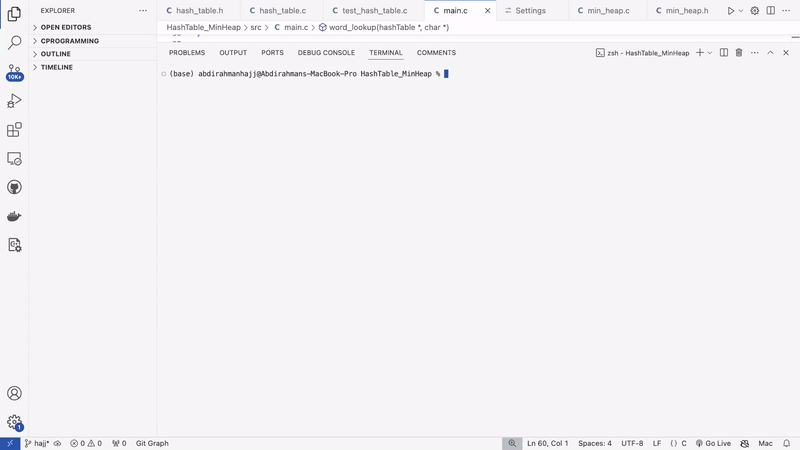 EXPLORER
hash_table.h
hash_table.c
test_hash_table.c
main.c
Settings
min_heap.c
min_heap.h
OPEN EDITORS
CPROGRAMMING
OUTLINE
TIMELINE
10K+
HashTable_MinHeap > src > C main.c > word_lookup(hashTable *, char *)
PROBLEMS OUTPUT PORTS DEBUG CONSOLE TERMINAL COMMENTS
zsh - HashTable_MinHeap
(base) abdirahmanhajj@Abdirahmans-MacBook-Pro HashTable_MinHeap %
1
hajj* 0 0 0 Git Graph
Ln 60, Col 1 Spaces: 4 UTF-8 LF {} C Go Live Mac